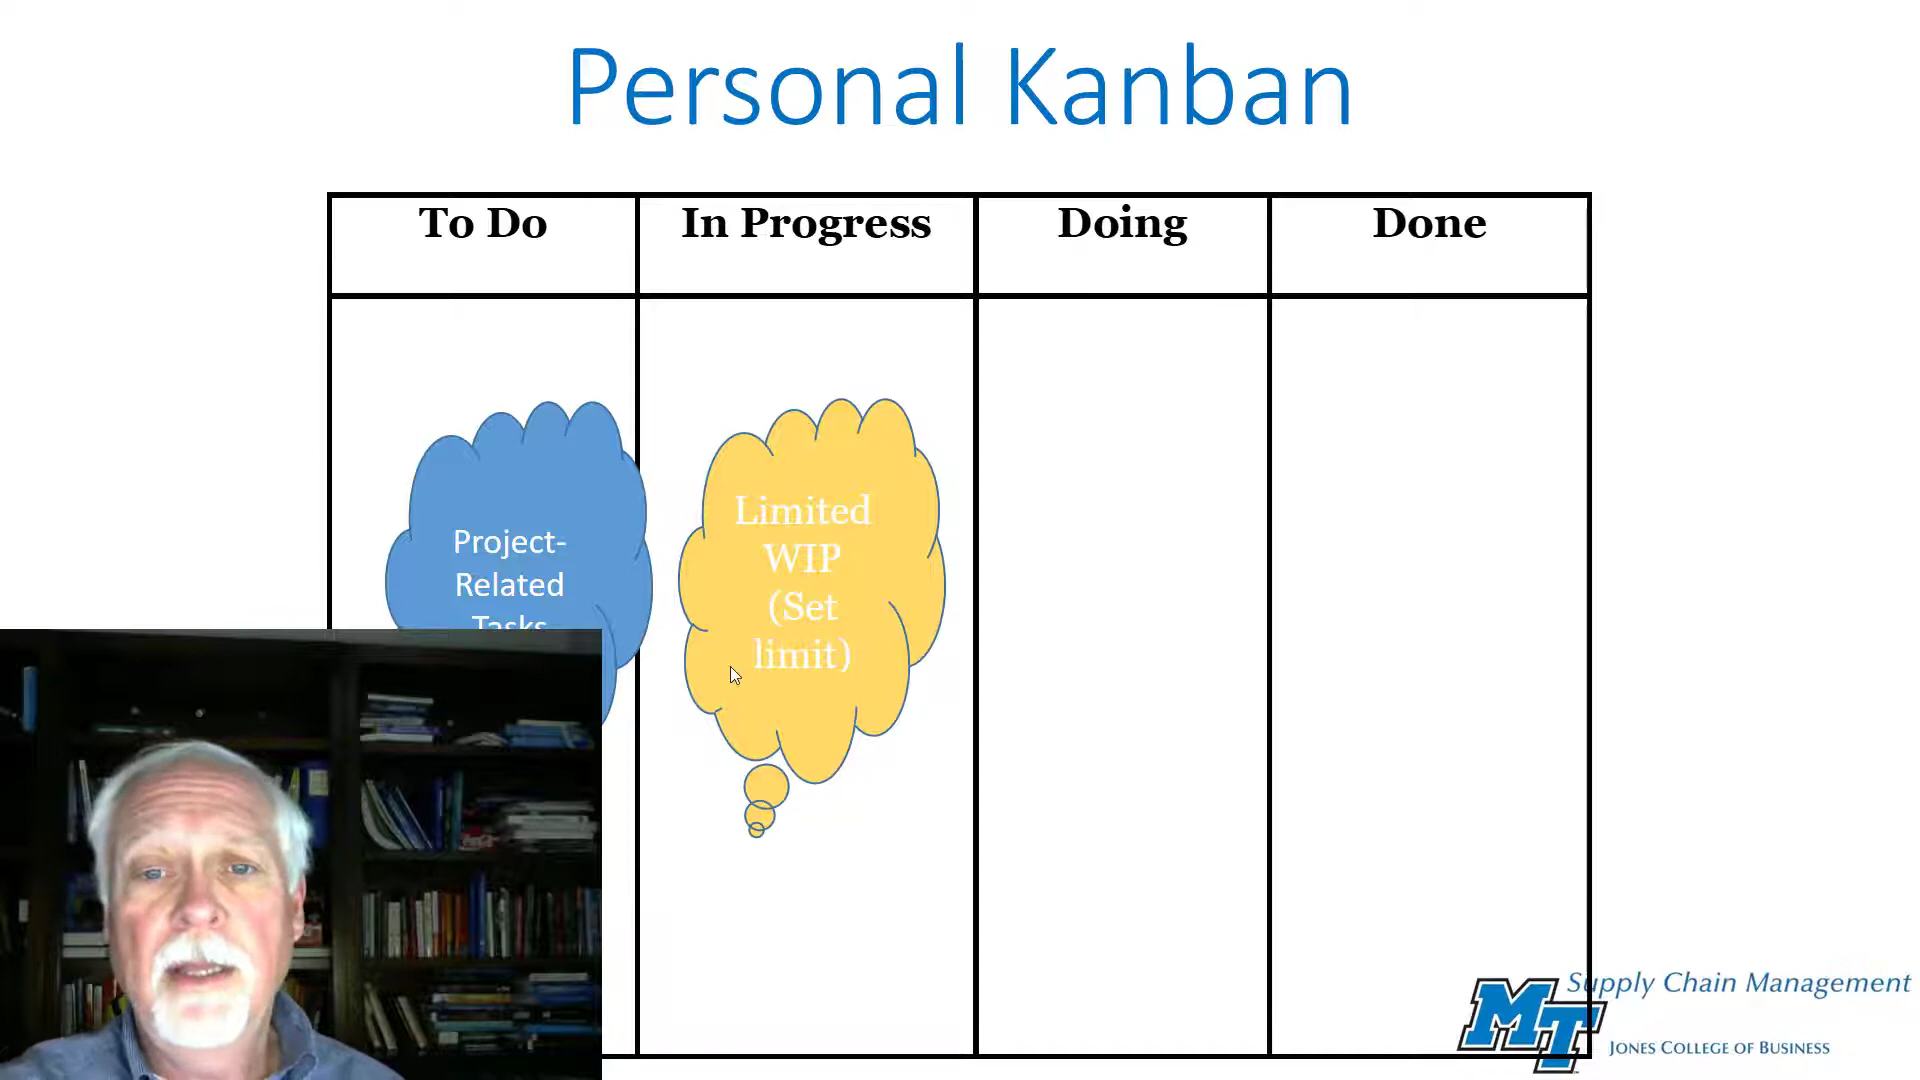 Personal Kanban
To Do
In Progress
Doing
Done
Project-
Related
Tasks
Limited
WIP
(Set
limit)
Supply Chain Management
MT
JONES COLLEGE OF BUSINESS